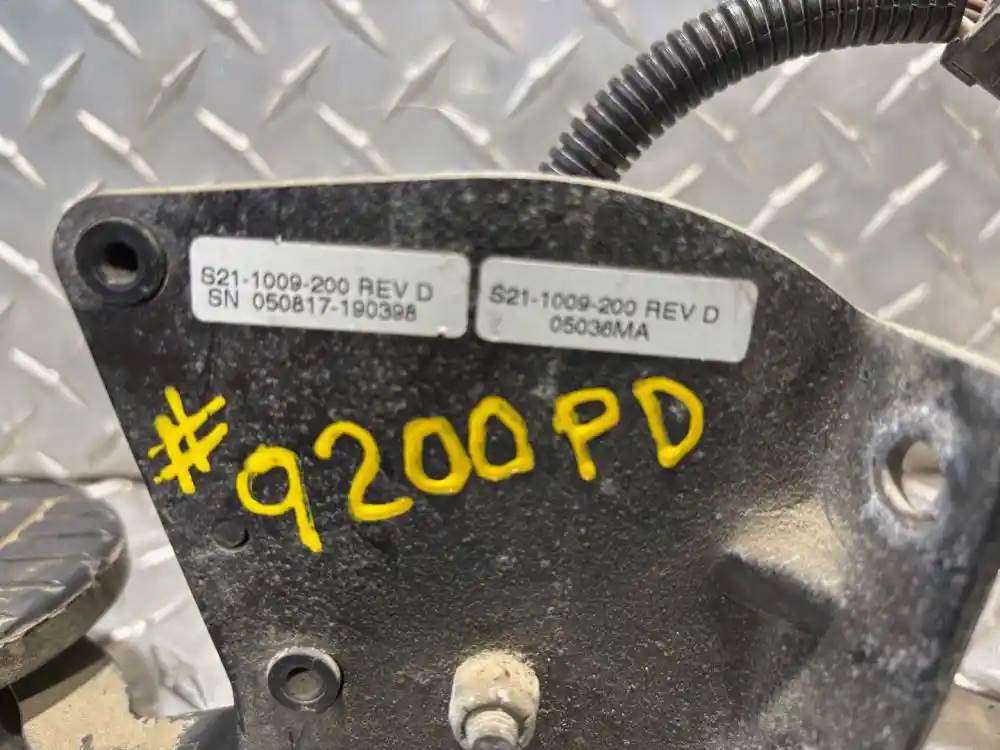 S21-1009-200 REV D
SN 050817-190398
S21-1009-200 REV D
05036MA
#9200PD